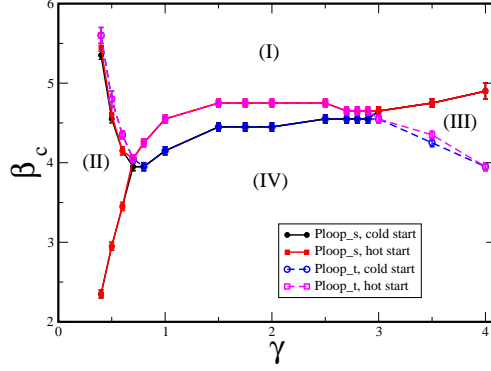 6
5
4
3
2
β_c
(I)
(II)
(III)
(IV)
Ploop_s, cold start
Ploop_s, hot start
Ploop_t, cold start
Ploop_t, hot start
0
1
2
3
4
γ